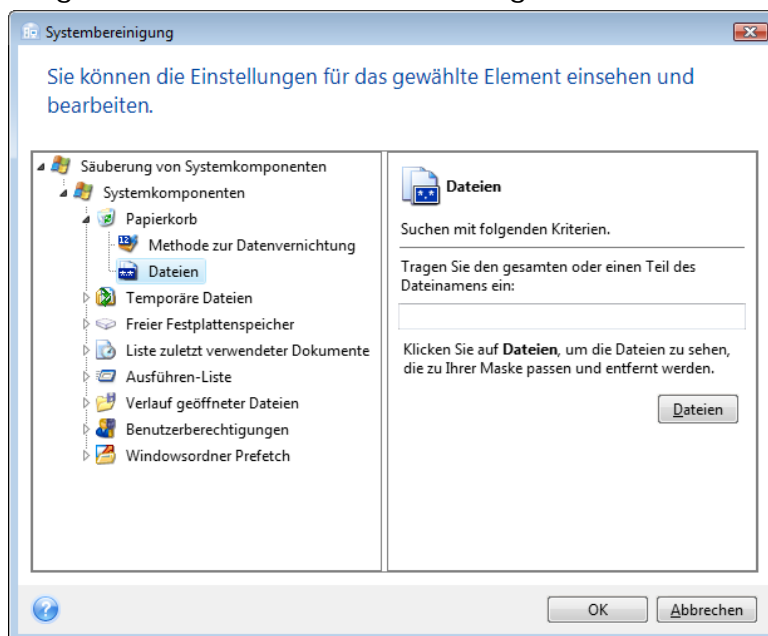 Systembereinigung
Sie können die Einstellungen für das gewählte Element einsehen und
bearbeiten.
Säuberung von Systemkomponenten
Systemkomponenten
Papierkorb
Methode zur Datenvernichtung
Dateien
Temporäre Dateien
Freier Festplattenspeicher
Liste zuletzt verwendeter Dokumente
Ausführen-Liste
Verlauf geöffneter Dateien
Benutzerberechtigungen
Windowsordner Prefetch
Dateien
Suchen mit folgenden Kriterien.
Tragen Sie den gesamten oder einen Teil des
Dateinamens ein:
Klicken Sie auf Dateien, um die Dateien zu sehen,
die zu Ihrer Maske passen und entfernt werden.
Dateien
OK
Abbrechen